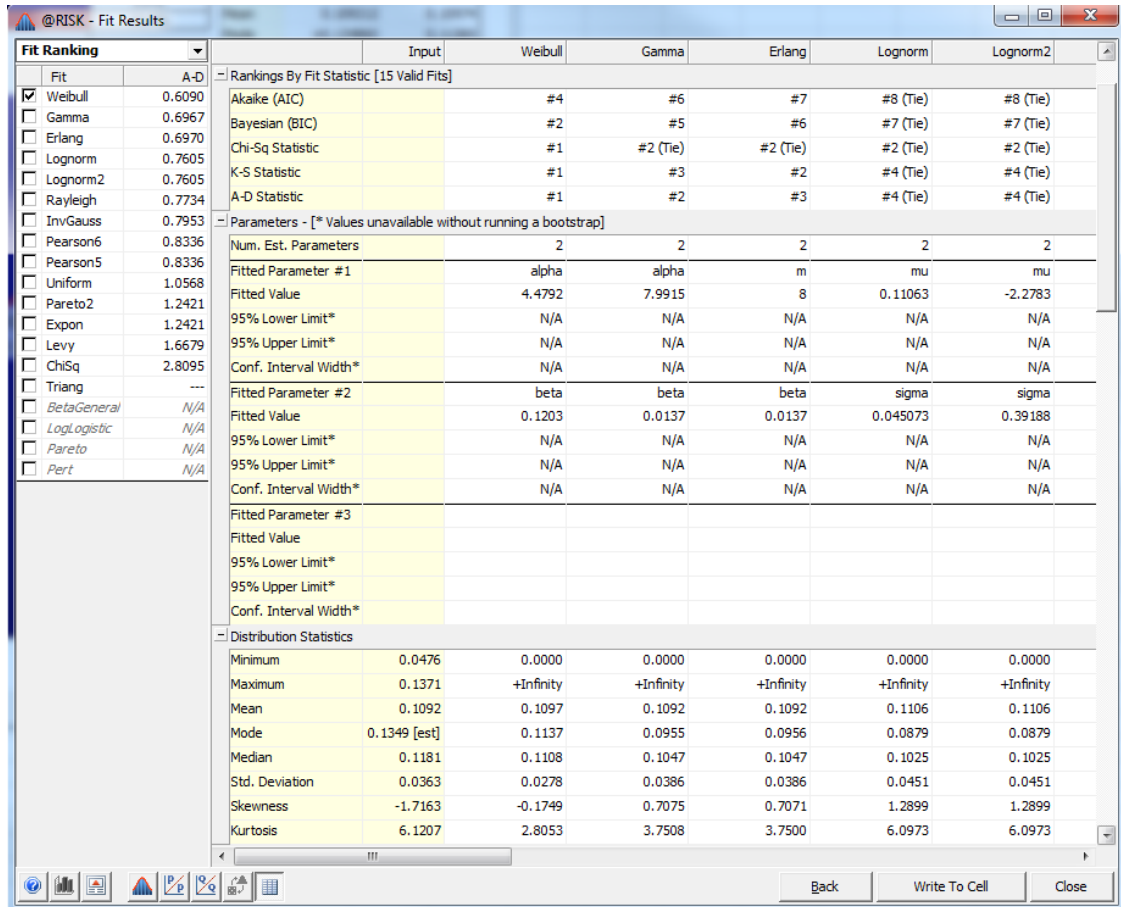 @RISK - Fit Results
Fit Ranking
Fit A-D
Weibull 0.6090
Gamma 0.6967
Erlang 0.6970
Lognorm 0.7605
Lognorm2 0.7605
Rayleigh 0.7734
InvGauss 0.7953
Pearson6 0.8336
Pearson5 0.8336
Uniform 1.0568
Pareto2 1.2421
Expon 1.2421
Levy 1.6679
ChiSq 2.8095
Triang ---
BetaGeneral N/A
LogLogistic N/A
Pareto N/A
Pert N/A
Input Weibull Gamma Erlang Lognorm Lognorm2
Rankings By Fit Statistic [15 Valid Fits]
Akaike (AIC) #4 #6 #7 #8 (Tie) #8 (Tie)
Bayesian (BIC) #2 #5 #6 #7 (Tie) #7 (Tie)
Chi-Sq Statistic #1 #2 (Tie) #2 (Tie) #2 (Tie) #2 (Tie)
K-S Statistic #1 #3 #2 #4 (Tie) #4 (Tie)
A-D Statistic #1 #2 #3 #4 (Tie) #4 (Tie)
Parameters - [* Values unavailable without running a bootstrap]
Num. Est. Parameters 2 2 2 2 2
Fitted Parameter #1 alpha alpha m mu mu
Fitted Value 4.4792 7.9915 8 0.11063 -2.2783
95% Lower Limit* N/A N/A N/A N/A N/A
95% Upper Limit* N/A N/A N/A N/A N/A
Conf. Interval Width* N/A N/A N/A N/A N/A
Fitted Parameter #2 beta beta beta sigma sigma
Fitted Value 0.1203 0.0137 0.0137 0.045073 0.39188
95% Lower Limit* N/A N/A N/A N/A N/A
95% Upper Limit* N/A N/A N/A N/A N/A
Conf. Interval Width* N/A N/A N/A N/A N/A
Fitted Parameter #3
Fitted Value
95% Lower Limit*
95% Upper Limit*
Conf. Interval Width*
Distribution Statistics
Minimum 0.0476 0.0000 0.0000 0.0000 0.0000 0.0000
Maximum 0.1371 +Infinity +Infinity +Infinity +Infinity +Infinity
Mean 0.1092 0.1097 0.1092 0.1092 0.1106 0.1106
Mode 0.1349 [est] 0.1137 0.0955 0.0956 0.0879 0.0879
Median 0.1181 0.1108 0.1047 0.1047 0.1025 0.1025
Std. Deviation 0.0363 0.0278 0.0386 0.0386 0.0451 0.0451
Skewness -1.7163 -0.1749 0.7075 0.7071 1.2899 1.2899
Kurtosis 6.1207 2.8053 3.7508 3.7500 6.0973 6.0973
P/P Q/Q Back Write To Cell Close